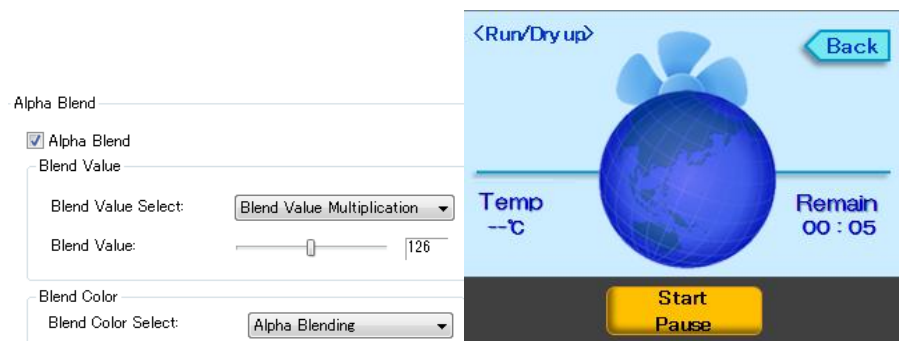 Alpha Blend
Alpha Blend
Blend Value
Blend Value Select:
Blend Value Multiplication
Blend Value:
126
Blend Color
Blend Color Select:
Alpha Blending
<Run/Dry up>
Back
Temp
--℃
Remain
00:05
Start
Pause